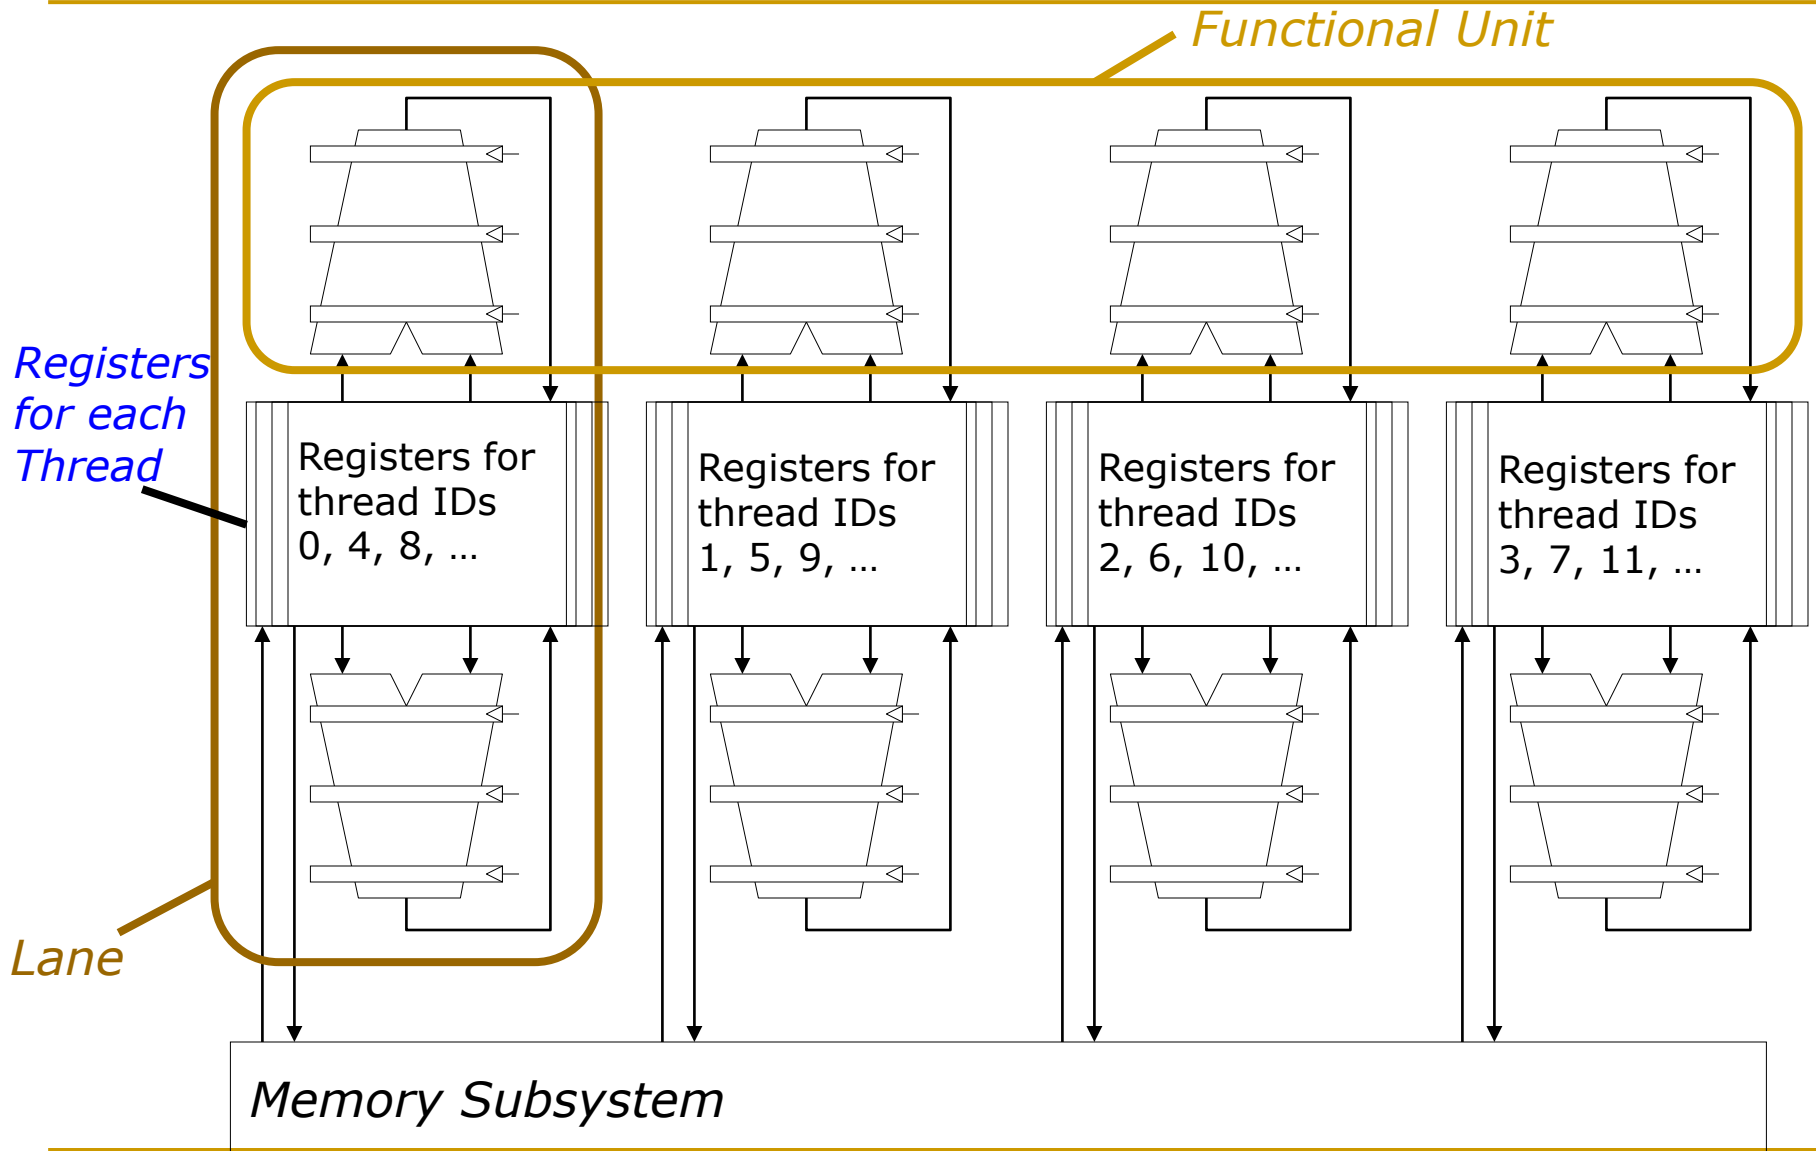 Functional Unit
Registers
for each
Thread
Registers for
thread IDs
0, 4, 8, …
Registers for
thread IDs
1, 5, 9, …
Registers for
thread IDs
2, 6, 10, …
Registers for
thread IDs
3, 7, 11, …
Lane
Memory Subsystem